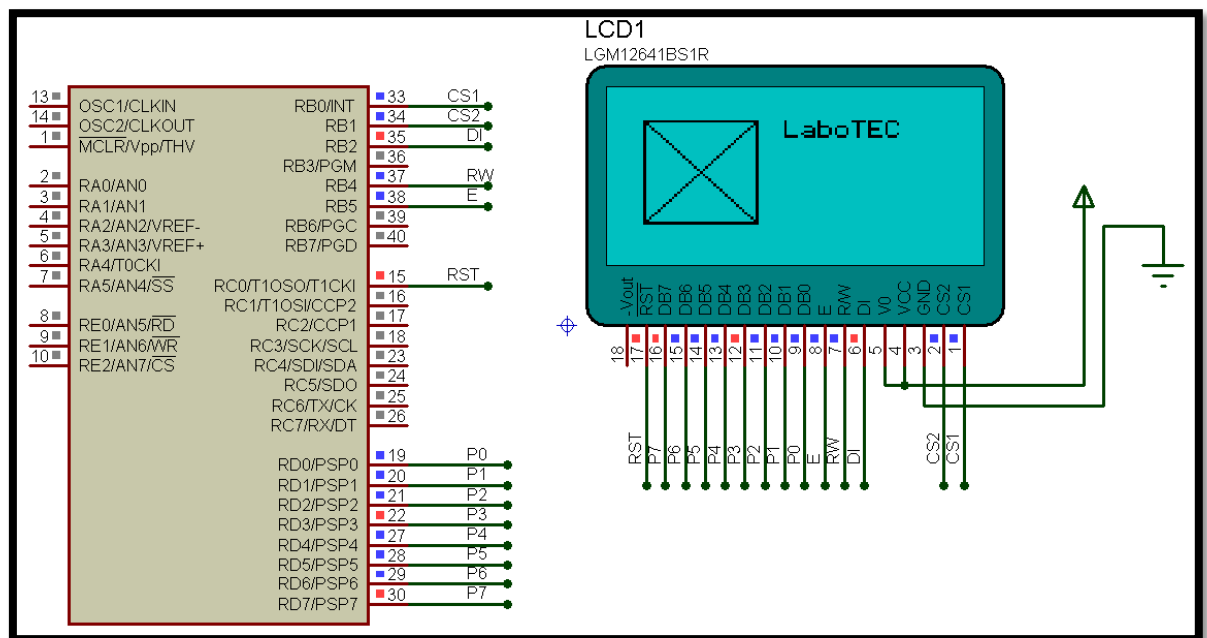 LCD1
LGM12641BS1R
LaboTEC
13 OSC1/CLKIN
14 OSC2/CLKOUT
1 MCLR/Vpp/THV
2 RA0/AN0
3 RA1/AN1
4 RA2/AN2/VREF-
5 RA3/AN3/VREF+
6 RA4/T0CKI
7 RA5/AN4/SS
8 RE0/AN5/RD
9 RE1/AN6/WR
10 RE2/AN7/CS
RB0/INT 33 CS1
RB1 34 CS2
RB2 35 DI
RB3/PGM 36
RB4 37 RW
RB5 38 E
RB6/PGC 39
RB7/PGD 40
RC0/T1OSO/T1CKI 15 RST
RC1/T1OSI/CCP2 16
RC2/CCP1 17
RC3/SCK/SCL 18
RC4/SDI/SDA 23
RC5/SDO 24
RC6/TX/CK 25
RC7/RX/DT 26
RD0/PSP0 19 P0
RD1/PSP1 20 P1
RD2/PSP2 21 P2
RD3/PSP3 22 P3
RD4/PSP4 27 P4
RD5/PSP5 28 P5
RD6/PSP6 29 P6
RD7/PSP7 30 P7
-Vout RST DB7 DB6 DB5 DB4 DB3 DB2 DB1 DB0 E R/W DI V0 VCC GND CS2 CS1
18 17 16 15 14 13 12 11 10 9 8 7 6 5 4 3 2 1
RST P7 P6 P5 P4 P3 P2 P1 P0 E RW DI CS2 CS1